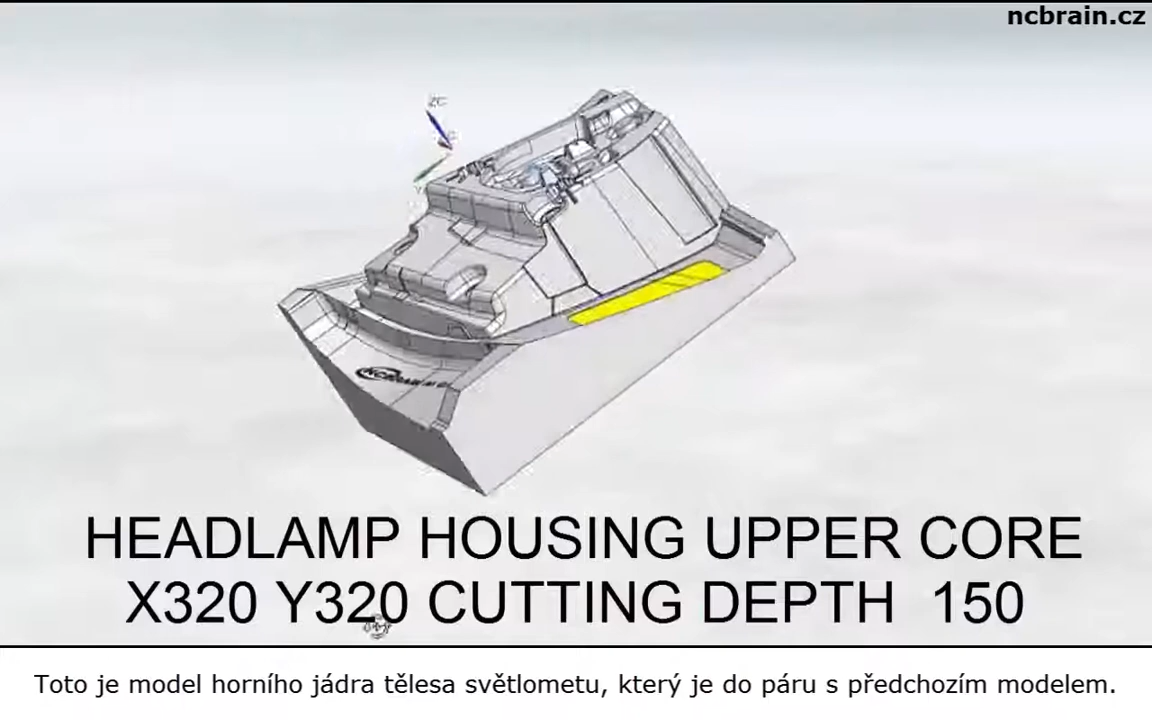 ncbrain.cz
ZC
HEADLAMP HOUSING UPPER CORE
X320 Y320 CUTTING DEPTH 150
Toto je model horního jádra tělesa světlometu, který je do páru s předchozím modelem.